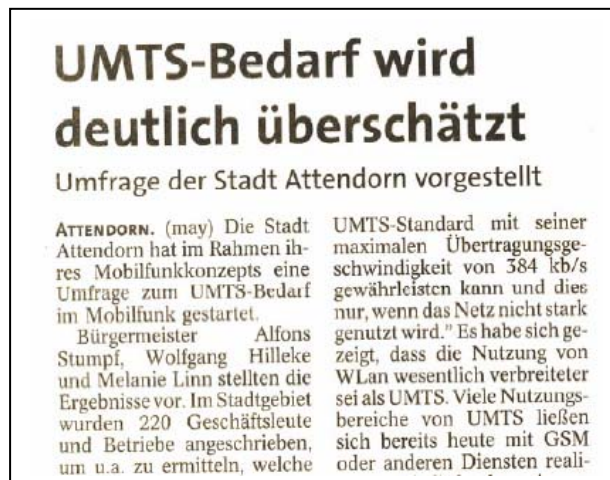 UMTS-Bedarf wird
deutlich überschätzt
Umfrage der Stadt Attendorn vorgestellt
ATTENDORN. (may) Die Stadt
Attendorn hat im Rahmen ih-
res Mobilfunkkonzepts eine
Umfrage zum UMTS-Bedarf
im Mobilfunk gestartet.
Bürgermeister Alfons
Stumpf, Wolfgang Hilleke
und Melanie Linn stellten die
Ergebnisse vor. Im Stadtgebiet
wurden 220 Geschäftsleute
und Betriebe angeschrieben,
um u.a. zu ermitteln, welche
UMTS-Standard mit seiner
maximalen Übertragungsge-
schwindigkeit von 384 kb/s
gewährleisten kann und dies
nur, wenn das Netz nicht stark
genutzt wird." Es habe sich ge-
zeigt, dass die Nutzung von
WLan wesentlich verbreiteter
sei als UMTS. Viele Nutzungs-
bereiche von UMTS ließen
sich bereits heute mit GSM
oder anderen Diensten reali-